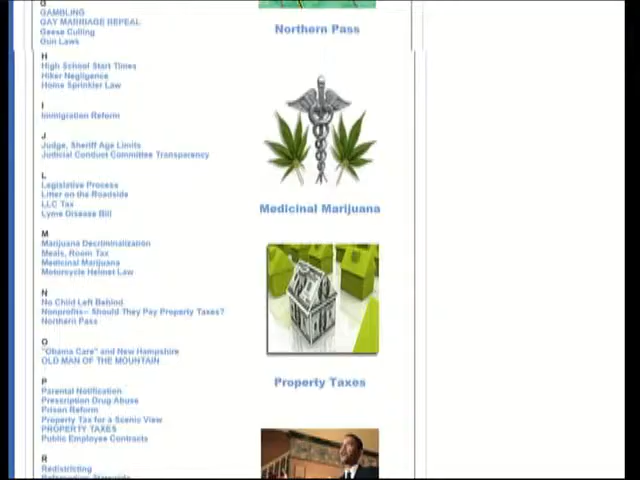 G
GAMBLING
GAY MARRIAGE REPEAL
Geese Culling
Gun Laws
H
High School Start Times
Hiker Negligence
Home Sprinkler Law
I
Immigration Reform
J
Judge, Sheriff Age Limits
Judicial Conduct Committee Transparency
L
Legislative Process
Litter on the Roadside
LLC Tax
Lyme Disease Bill
M
Marijuana Decriminalization
Meals, Room Tax
Medicinal Marijuana
Motorcycle Helmet Law
N
No Child Left Behind
Nonprofits-- Should They Pay Property Taxes?
Northern Pass
O
"Obama Care" and New Hampshire
OLD MAN OF THE MOUNTAIN
P
Parental Notification
Prescription Drug Abuse
Prison Reform
Property Tax for a Scenic View
PROPERTY TAXES
Public Employee Contracts
R
Redistricting
Northern Pass
Medicinal Marijuana
Property Taxes